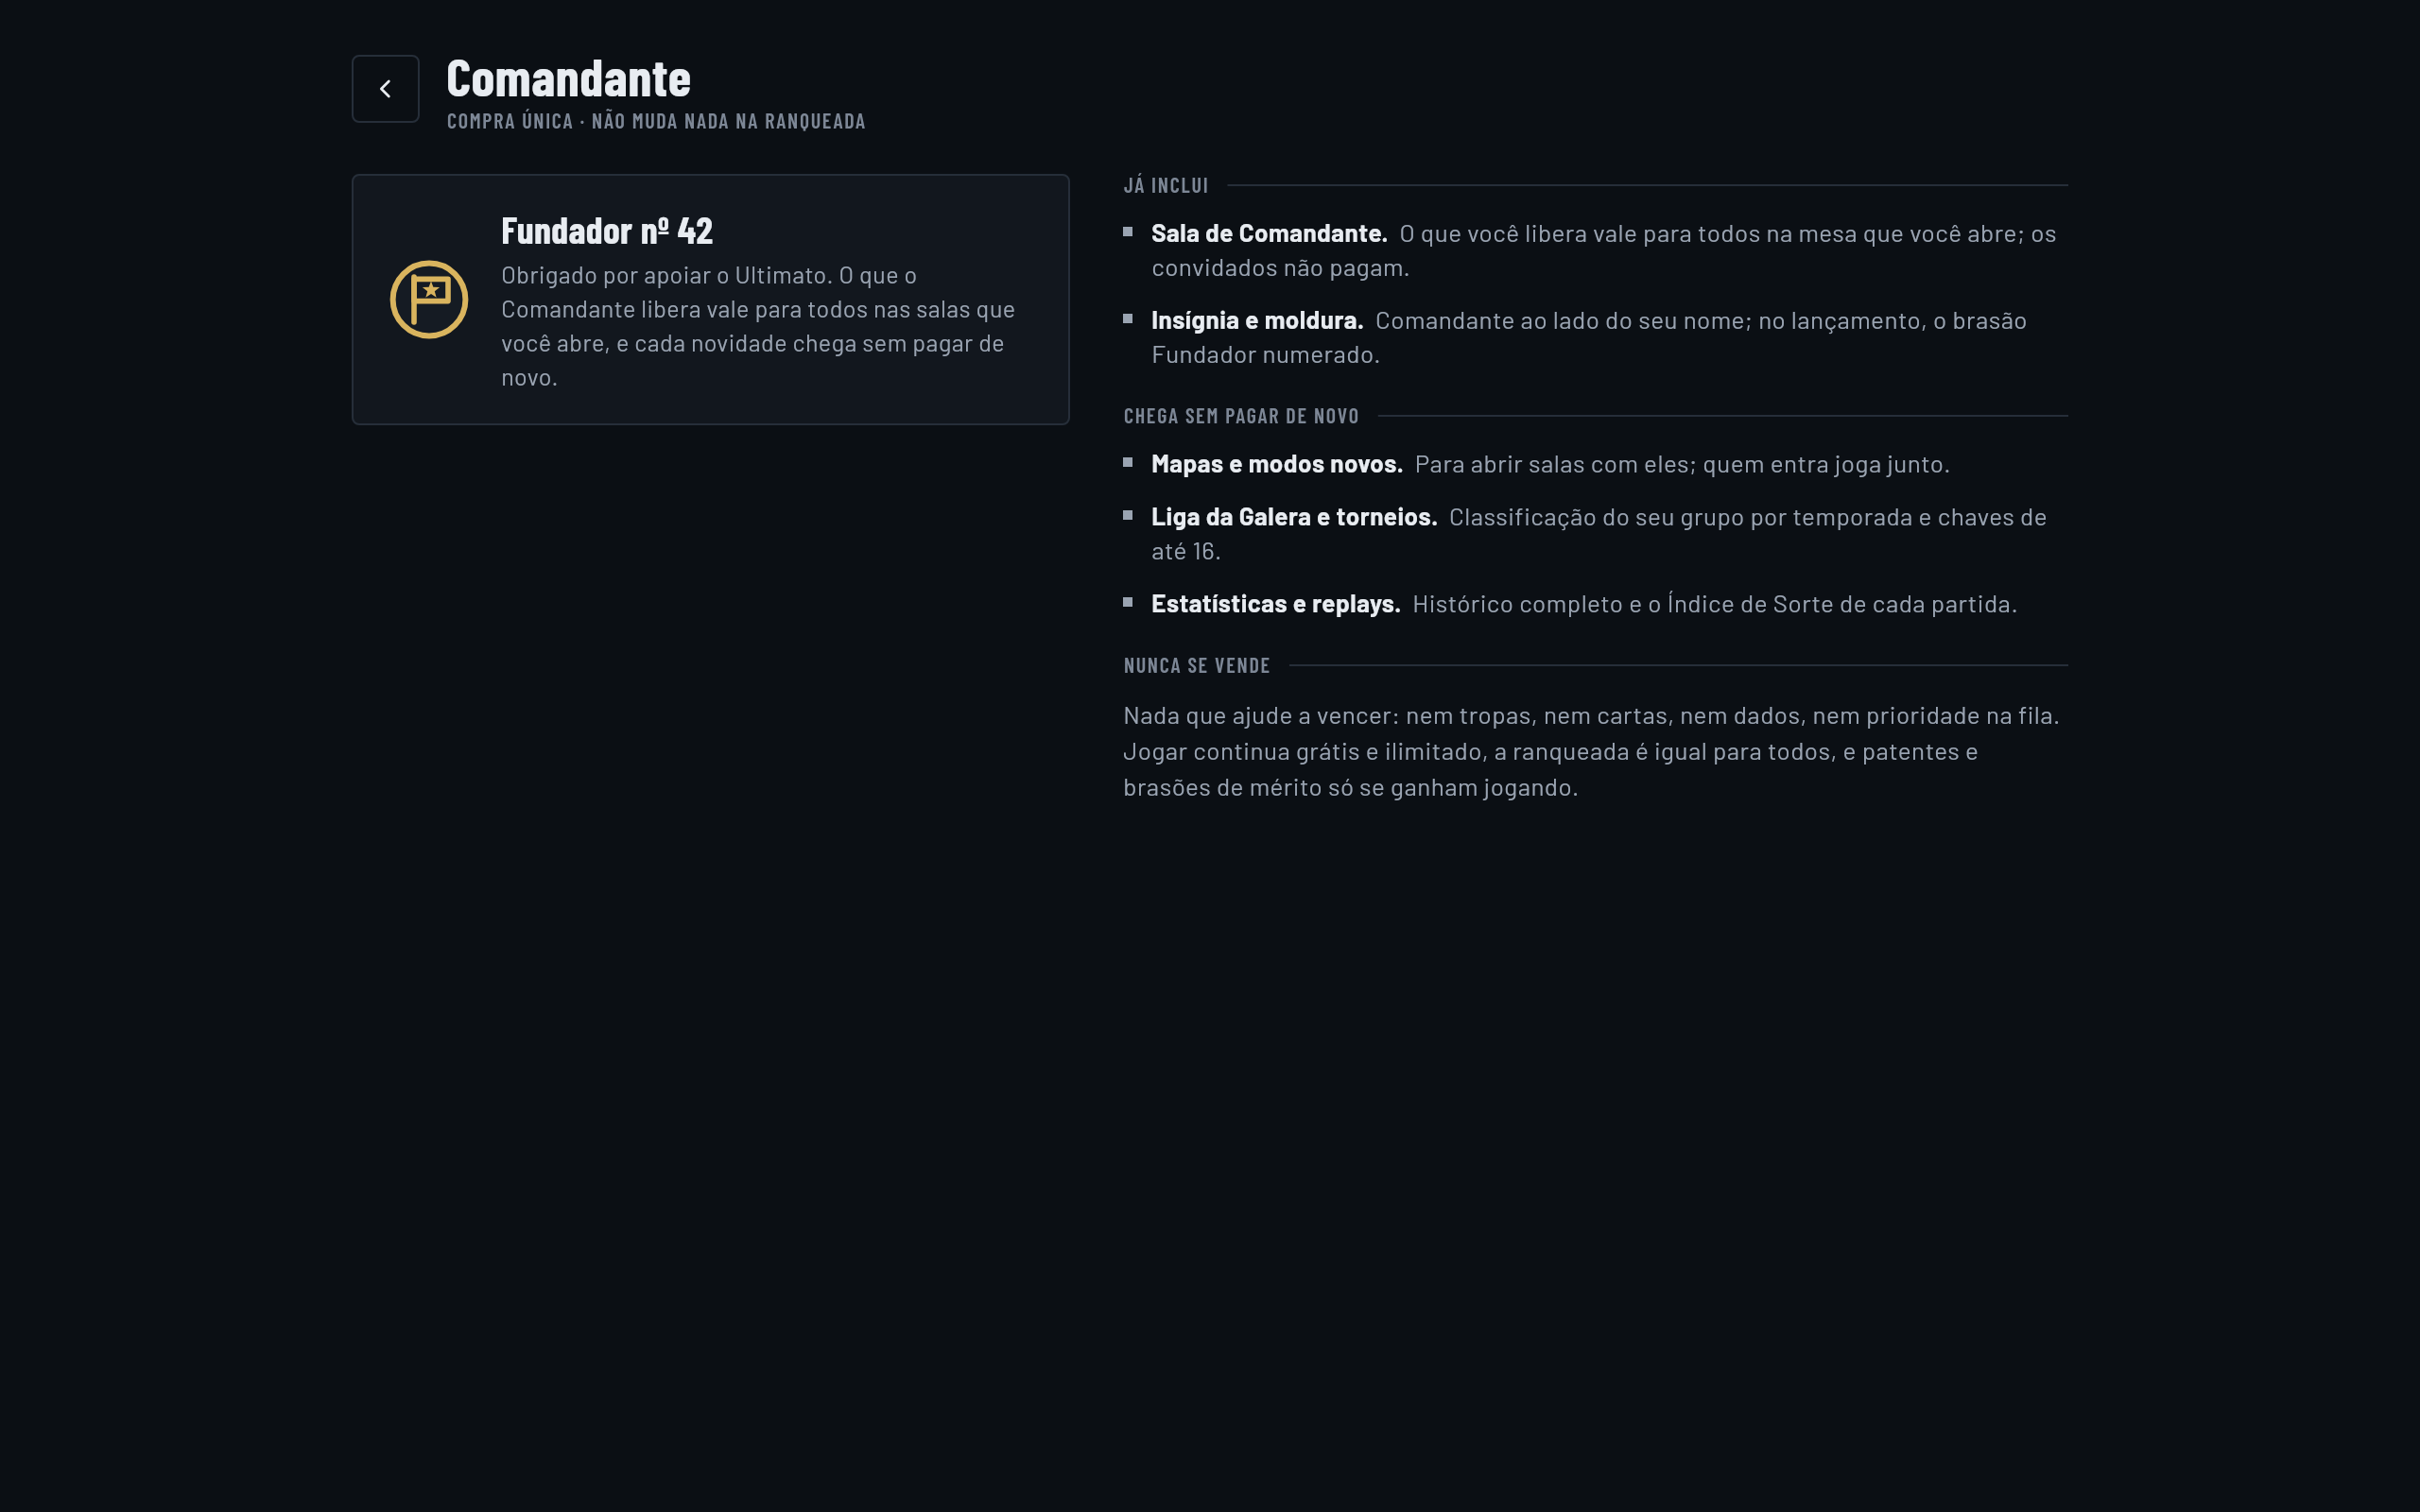 Comandante
COMPRA ÚNICA · NÃO MUDA NADA NA RANQUEADA
Fundador nº 42
Obrigado por apoiar o Ultimato. O que o
Comandante libera vale para todos nas salas que
você abre, e cada novidade chega sem pagar de
novo.
JÁ INCLUI
Sala de Comandante. O que você libera vale para todos na mesa que você abre; os
convidados não pagam.
Insígnia e moldura. Comandante ao lado do seu nome; no lançamento, o brasão
Fundador numerado.
CHEGA SEM PAGAR DE NOVO
Mapas e modos novos. Para abrir salas com eles; quem entra joga junto.
Liga da Galera e torneios. Classificação do seu grupo por temporada e chaves de
até 16.
Estatísticas e replays. Histórico completo e o Índice de Sorte de cada partida.
NUNCA SE VENDE
Nada que ajude a vencer: nem tropas, nem cartas, nem dados, nem prioridade na fila.
Jogar continua grátis e ilimitado, a ranqueada é igual para todos, e patentes e
brasões de mérito só se ganham jogando.